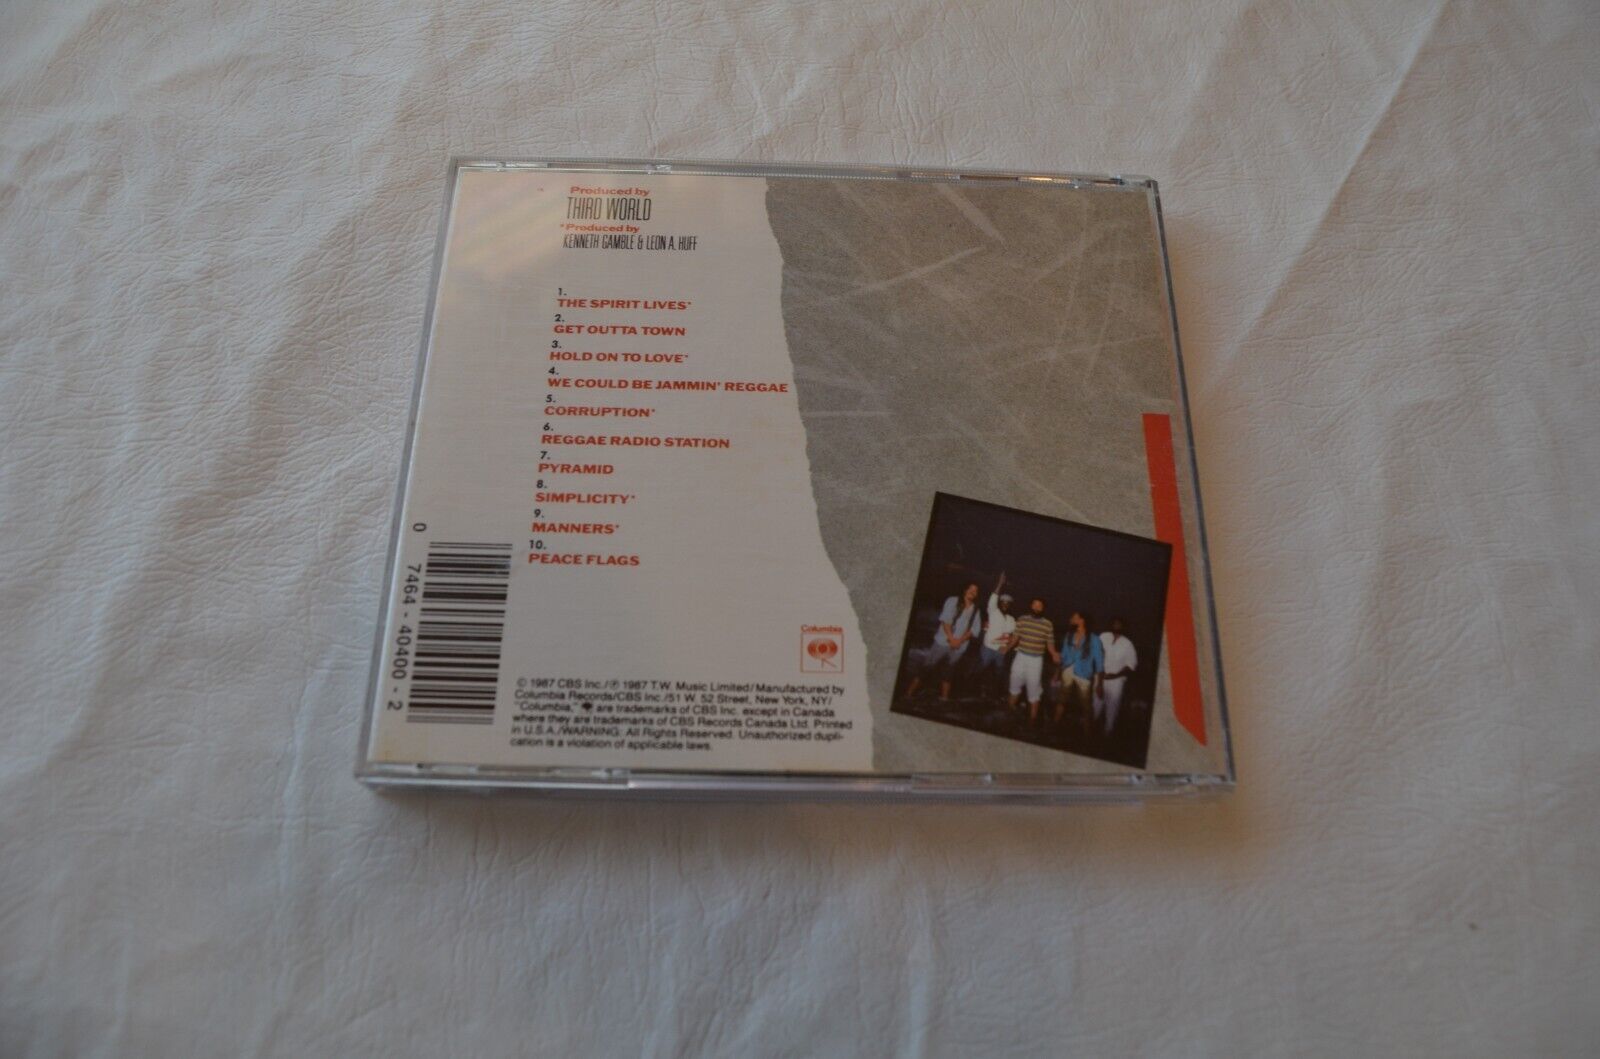 Produced by
THIRD WORLD
*Produced by
KENNETH GAMBLE & LEON A. HUFF
1.
THE SPIRIT LIVES*
2.
GET OUTTA TOWN
3.
HOLD ON TO LOVE*
4.
WE COULD BE JAMMIN' REGGAE
5.
CORRUPTION*
6.
REGGAE RADIO STATION
7.
PYRAMID
8.
SIMPLICITY*
9.
MANNERS*
10.
PEACE FLAGS
0 7464-40400-2
Columbia
© 1987 CBS Inc./℗ 1987 T.W. Music Limited/Manufactured by
Columbia Records/CBS Inc./51 W. 52 Street, New York, NY/
"Columbia," are trademarks of CBS Inc. except in Canada
where they are trademarks of CBS Records Canada Ltd. Printed
in U.S.A./WARNING: All Rights Reserved. Unauthorized dupli-
cation is a violation of applicable laws.